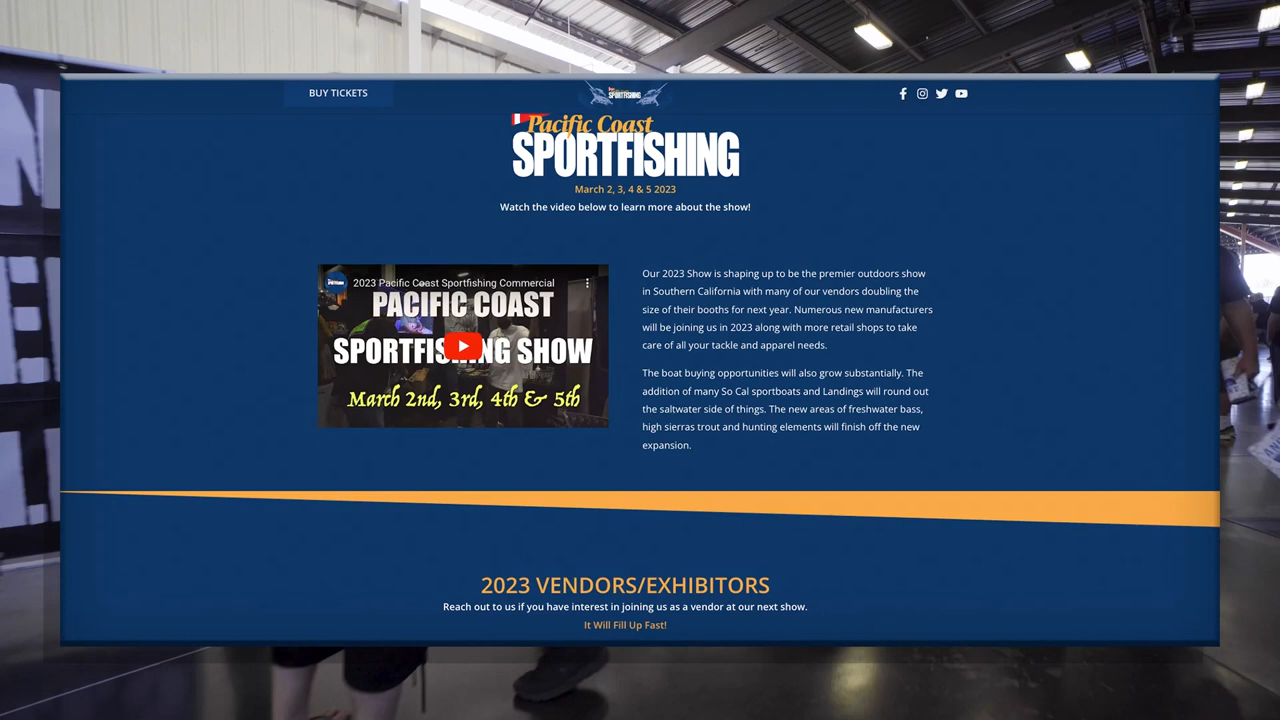 BUY TICKETS
SPORTFISHING
Pacific Coast
SPORTFISHING
March 2, 3, 4 & 5 2023
Watch the video below to learn more about the show!
2023 Pacific Coast Sportfishing Commercial
PACIFIC COAST
SPORTFISHING SHOW
March 2nd, 3rd, 4th & 5th
Our 2023 Show is shaping up to be the premier outdoors show
in Southern California with many of our vendors doubling the
size of their booths for next year. Numerous new manufacturers
will be joining us in 2023 along with more retail shops to take
care of all your tackle and apparel needs.
The boat buying opportunities will also grow substantially. The
addition of many So Cal sportboats and Landings will round out
the saltwater side of things. The new areas of freshwater bass,
high sierras trout and hunting elements will finish off the new
expansion.
2023 VENDORS/EXHIBITORS
Reach out to us if you have interest in joining us as a vendor at our next show.
It Will Fill Up Fast!